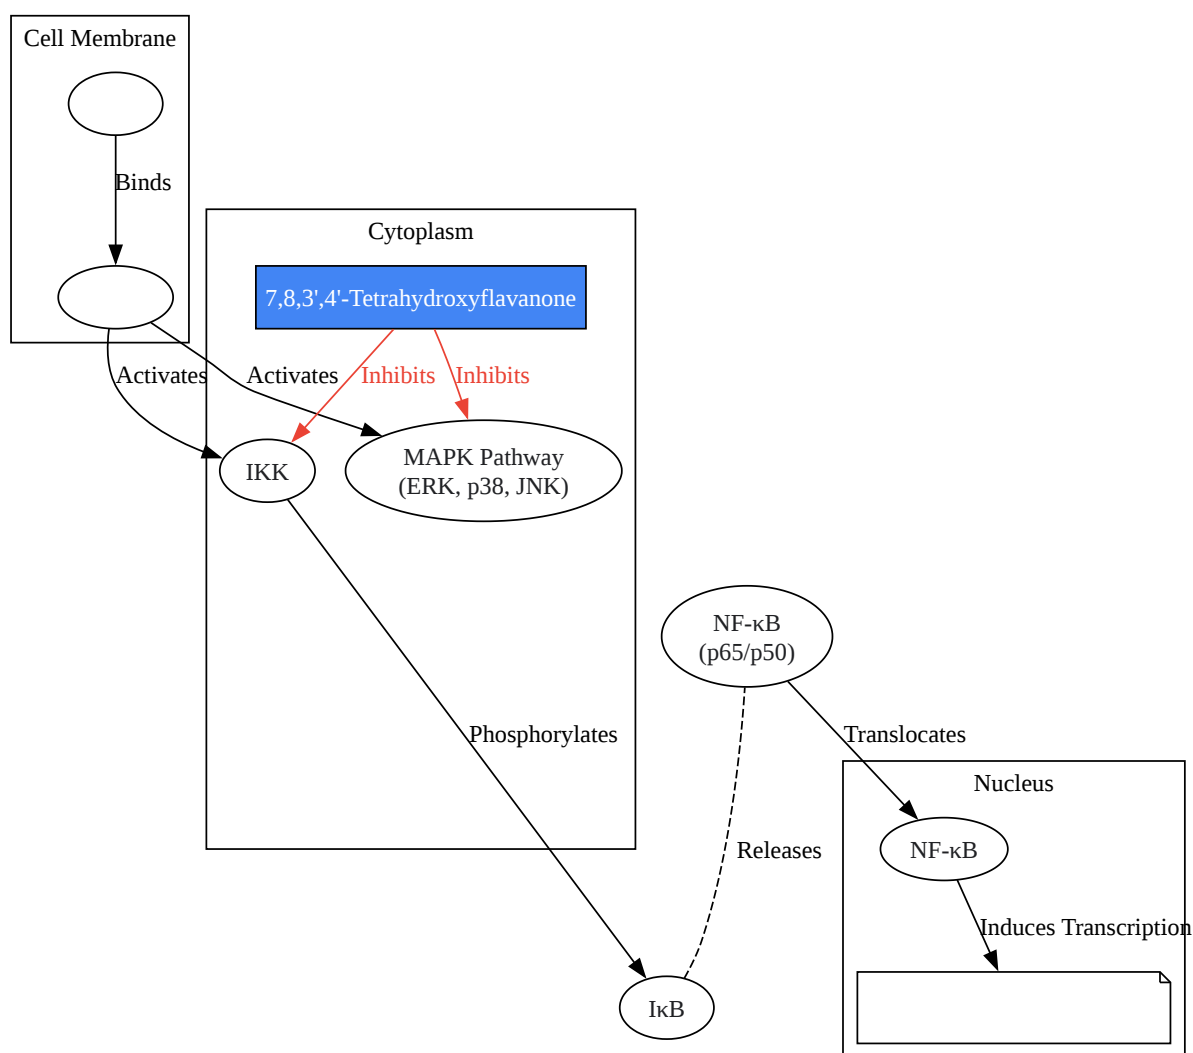 Cell Membrane
Binds
Cytoplasm
7,8,3',4'-Tetrahydroxyflavanone
Activates
Activates
Inhibits
Inhibits
IKK
MAPK Pathway
(ERK, p38, JNK)
NF-κB
(p65/p50)
Phosphorylates
Translocates
Nucleus
Releases
NF-κB
Induces Transcription
IκB